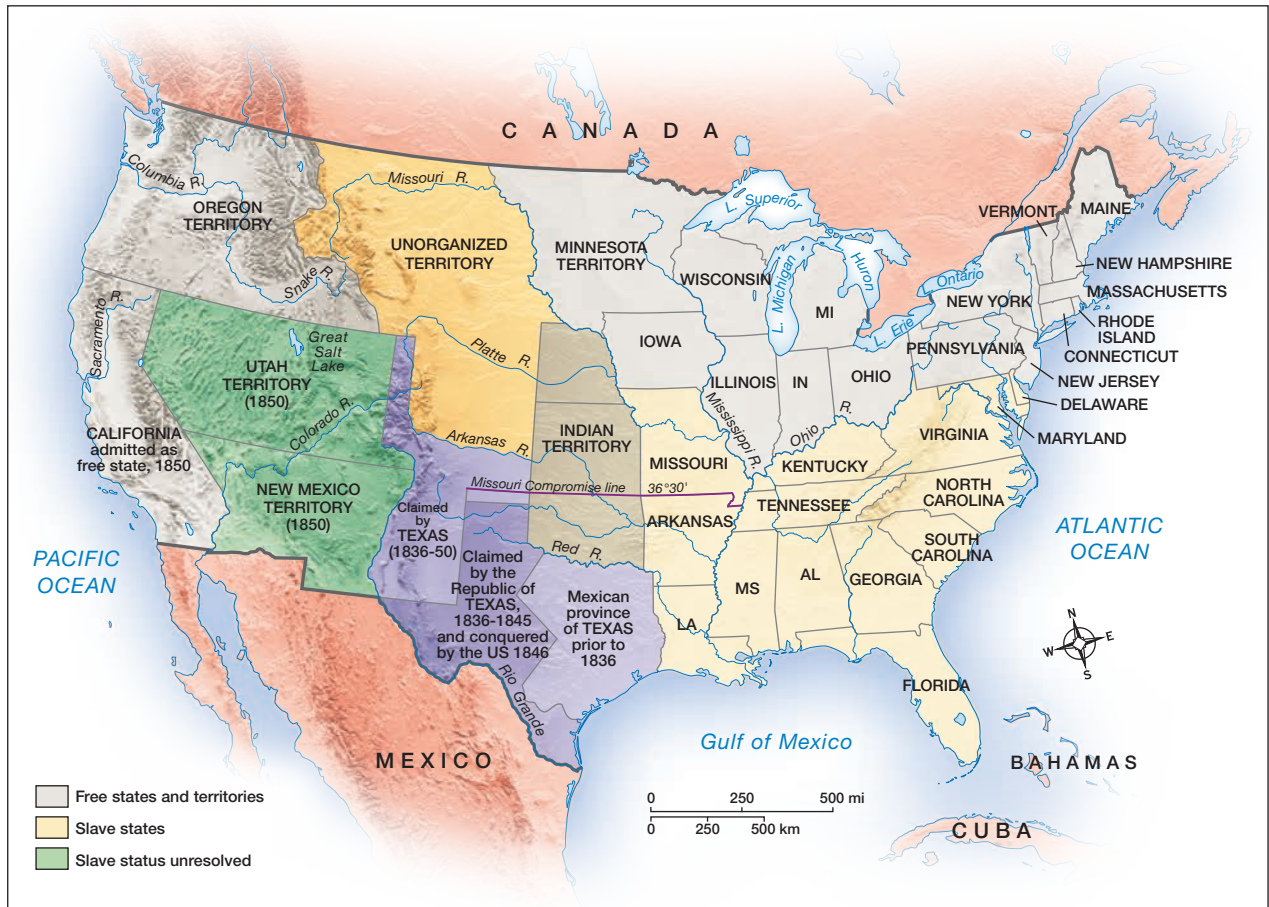 CANADA
Columbia R.
OREGON
TERRITORY
Missouri R.
UNORGANIZED
TERRITORY
MINNESOTA
TERRITORY
L. Superior
WISCONSIN
L. Michigan
Huron
MI
L. Erie
Ontario
VERMONT
MAINE
NEW HAMPSHIRE
MASSACHUSETTS
NEW YORK
RHODE
ISLAND
CONNECTICUT
PENNSYLVANIA
NEW JERSEY
DELAWARE
MARYLAND
Snake R.
Sacramento R.
Great
Salt
Lake
UTAH
TERRITORY
(1850)
Colorado R.
Platte R.
IOWA
ILLINOIS
IN
OHIO
Mississippi R.
Ohio R.
VIRGINIA
CALIFORNIA
admitted as
free state, 1850
Arkansas R.
INDIAN
TERRITORY
MISSOURI
KENTUCKY
NEW MEXICO
TERRITORY
(1850)
Missouri Compromise line 36°30'
TENNESSEE
NORTH
CAROLINA
ARKANSAS
Claimed
by
TEXAS
(1836-50)
Red R.
SOUTH
CAROLINA
Claimed
by the
Republic of
TEXAS,
1836-1845
and conquered
by the US 1846
Mexican
province
of TEXAS
prior to
1836
MS
AL
GEORGIA
LA
FLORIDA
Rio Grande
PACIFIC
OCEAN
ATLANTIC
OCEAN
N
E
S
W
MEXICO
Gulf of Mexico
BAHAMAS
CUBA
0 250 500 mi
0 250 500 km
Free states and territories
Slave states
Slave status unresolved